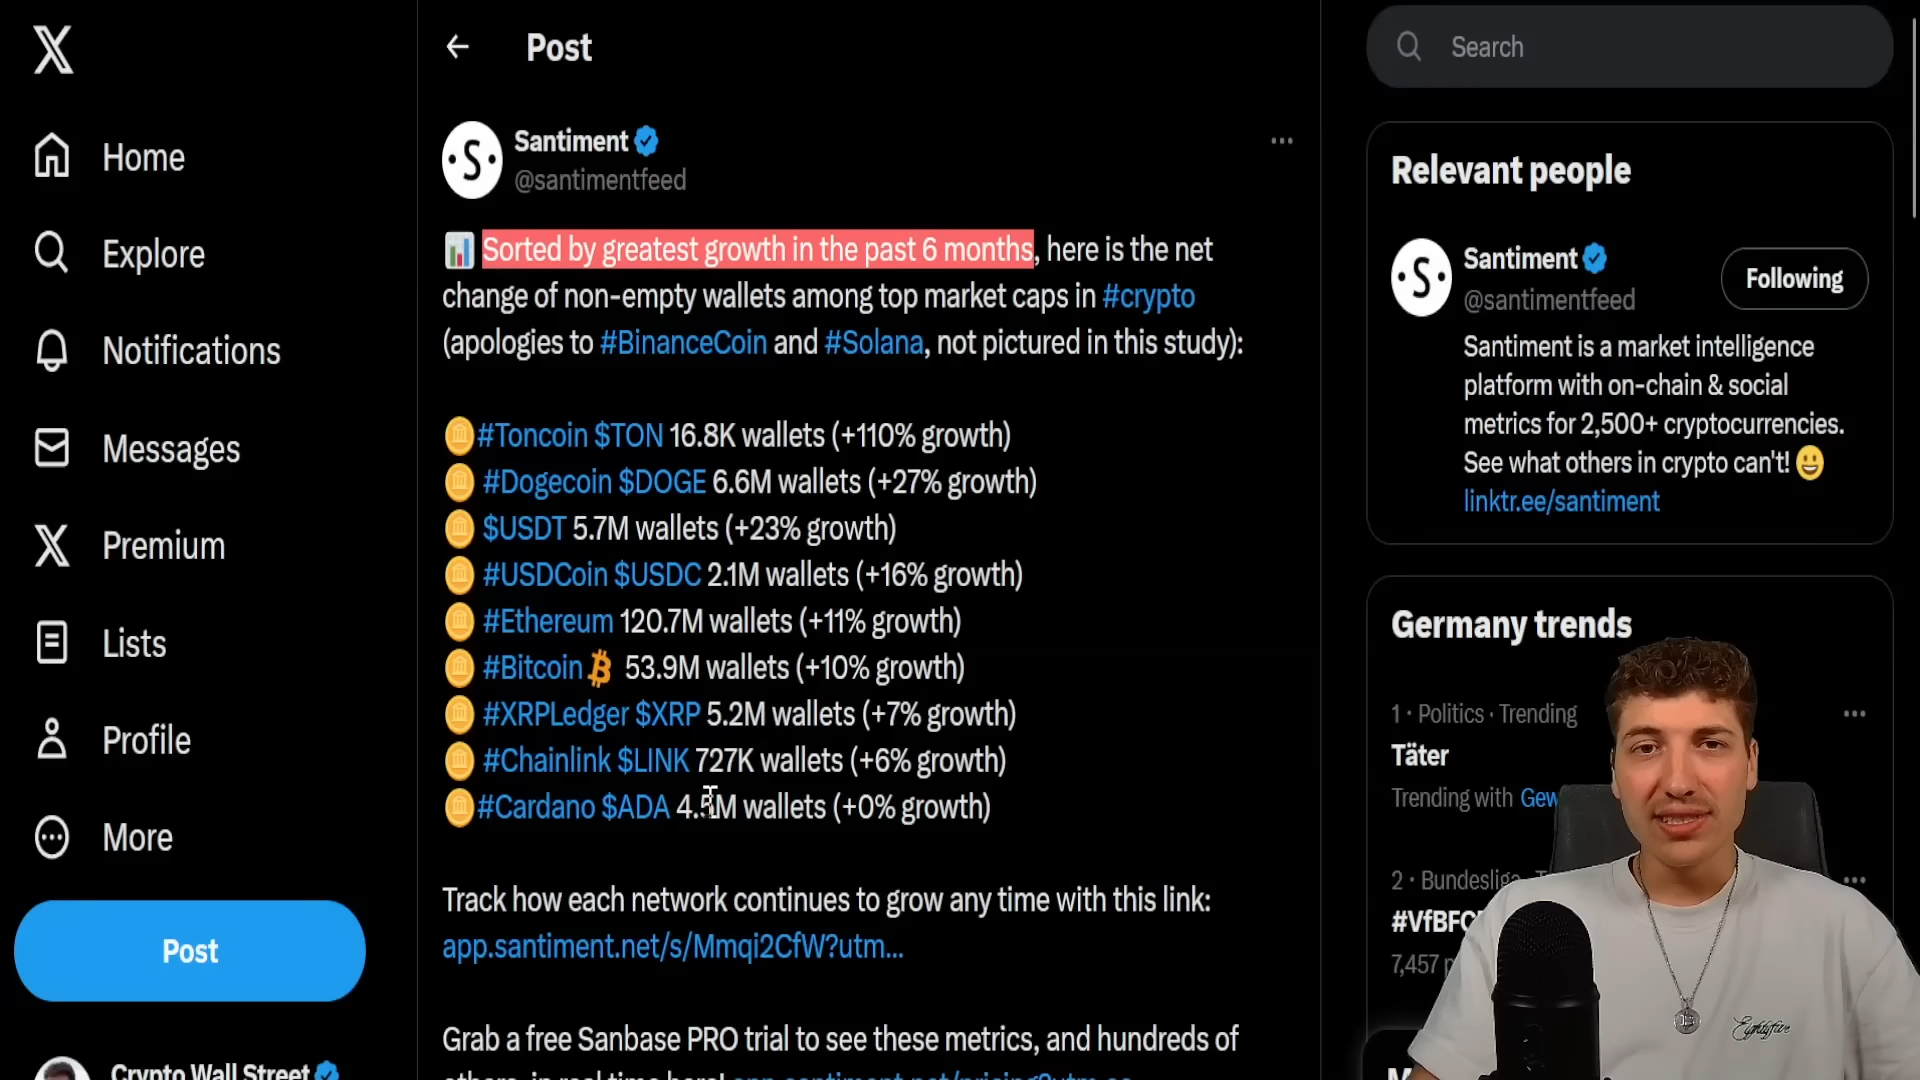 Post
Search
Home
Explore
Notifications
Messages
Premium
Lists
Profile
More
Post
Crypto Wall Street
Santiment
@santimentfeed
📊 Sorted by greatest growth in the past 6 months, here is the net
change of non-empty wallets among top market caps in #crypto
(apologies to #BinanceCoin and #Solana, not pictured in this study):
#Toncoin $TON 16.8K wallets (+110% growth)
#Dogecoin $DOGE 6.6M wallets (+27% growth)
$USDT 5.7M wallets (+23% growth)
#USDCoin $USDC 2.1M wallets (+16% growth)
#Ethereum 120.7M wallets (+11% growth)
#Bitcoin 53.9M wallets (+10% growth)
#XRPLedger $XRP 5.2M wallets (+7% growth)
#Chainlink $LINK 727K wallets (+6% growth)
#Cardano $ADA 4.5M wallets (+0% growth)
Track how each network continues to grow any time with this link:
app.santiment.net/s/Mmqi2CfW?utm...
Grab a free Sanbase PRO trial to see these metrics, and hundreds of
Relevant people
Santiment
@santimentfeed
Following
Santiment is a market intelligence
platform with on-chain & social
metrics for 2,500+ cryptocurrencies.
See what others in crypto can't! 😀
linktr.ee/santiment
Germany trends
1 · Politics · Trending
Täter
Trending with
2 · Bundesliga
#VfBFC
7,457
Eightyfive